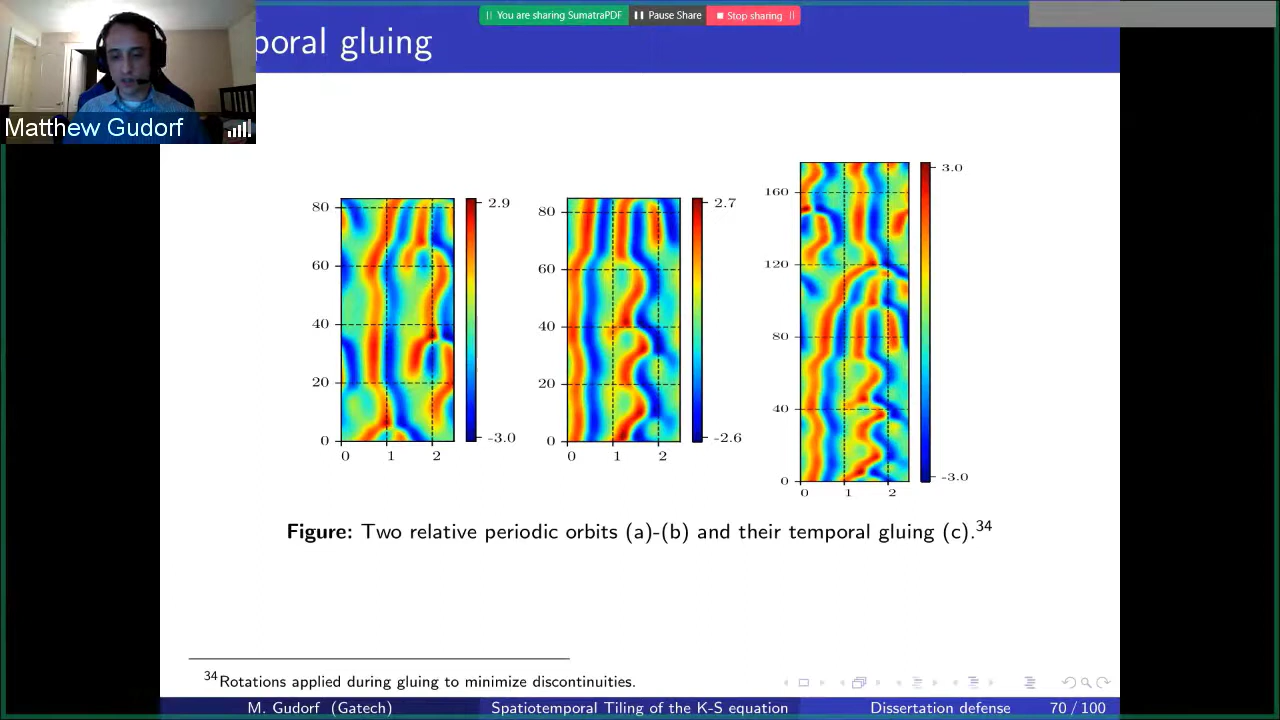 You are sharing SumatraPDF Pause Share Stop sharing
poral gluing
Matthew Gudorf
80
60
40
20
0
0 1 2
2.9
-3.0
80
60
40
20
0
0 1 2
2.7
-2.6
160
120
80
40
0
0 1 2
3.0
-3.0
Figure: Two relative periodic orbits (a)-(b) and their temporal gluing (c).34
34Rotations applied during gluing to minimize discontinuities.
M. Gudorf (Gatech) Spatiotemporal Tiling of the K-S equation Dissertation defense 70 / 100